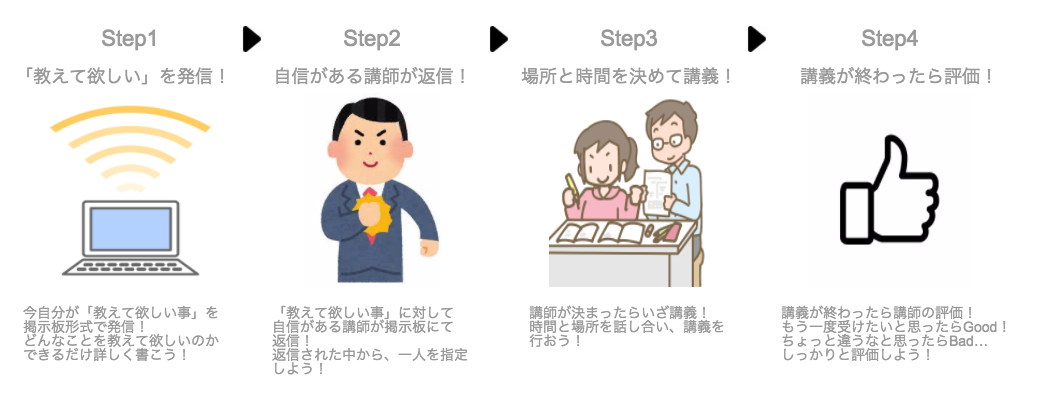 Step1
「教えて欲しい」を発信！
今自分が「教えて欲しい事」を
掲示板形式で発信！
どんなことを教えて欲しいのか
できるだけ詳しく書こう！
Step2
自信がある講師が返信！
「教えて欲しい事」に対して
自信がある講師が掲示板にて
返信！
返信された中から、一人を指定
しよう！
Step3
場所と時間を決めて講義！
講師が決まったらいざ講義！
時間と場所を話し合い、講義を
行おう！
Step4
講義が終わったら評価！
講義が終わったら講師の評価！
もう一度受けたいと思ったらGood！
ちょっと違うなと思ったらBad…
しっかりと評価しよう！